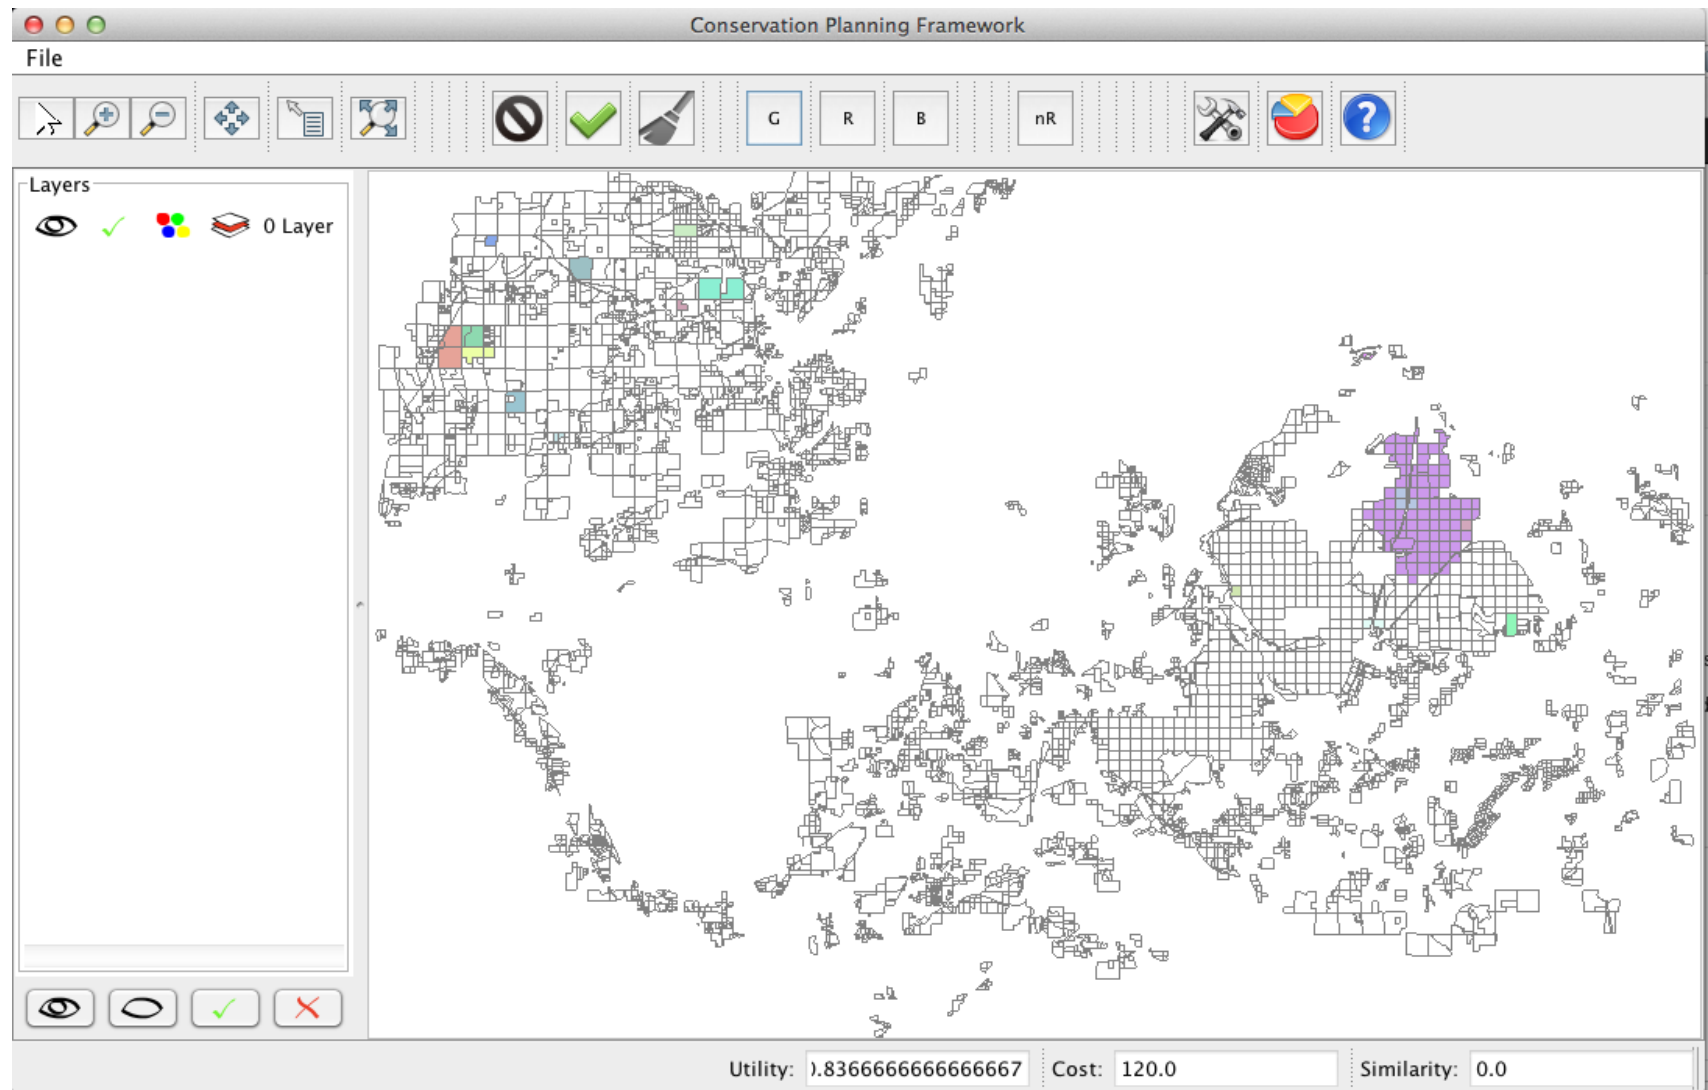 Conservation Planning Framework
File
G R B nR
Layers
0 Layer
Utility: ).8366666666666667 Cost: 120.0 Similarity: 0.0